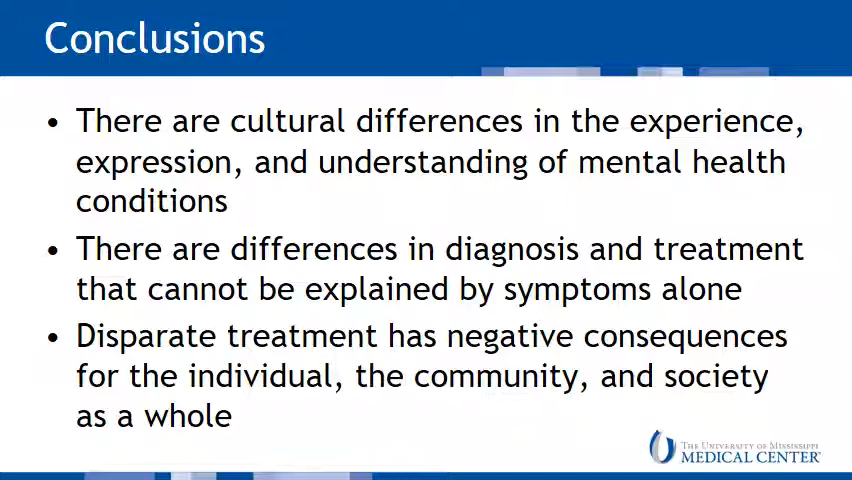 Conclusions
• There are cultural differences in the experience,
expression, and understanding of mental health
conditions
• There are differences in diagnosis and treatment
that cannot be explained by symptoms alone
• Disparate treatment has negative consequences
for the individual, the community, and society
as a whole
THE UNIVERSITY OF MISSISSIPPI
MEDICAL CENTER